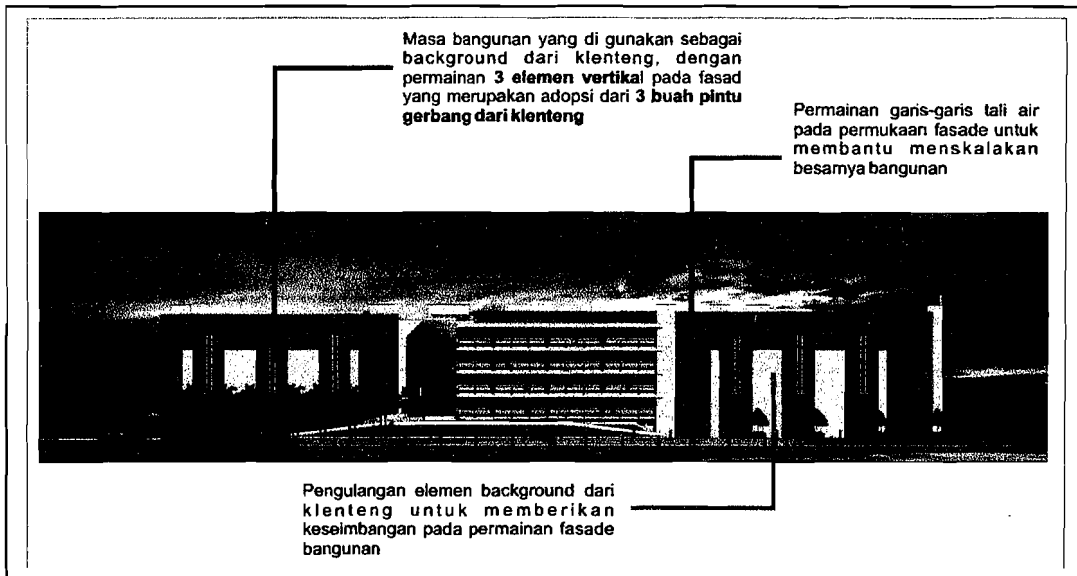 Masa bangunan yang di gunakan sebagai
background dari klenteng, dengan
permainan 3 elemen vertikal pada fasad
yang merupakan adopsi dari 3 buah pintu
gerbang dari klenteng
Permainan garis-garis tali air
pada permukaan fasade untuk
membantu menskalakan
besarnya bangunan
Pengulangan elemen background dari
klenteng untuk memberikan
keseimbangan pada permainan fasade
bangunan